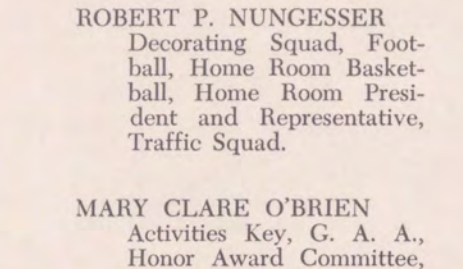 ROBERT P. NUNGESSER
Decorating Squad, Foot-
ball, Home Room Basket-
ball, Home Room Presi-
dent and Representative,
Traffic Squad.
MARY CLARE O'BRIEN
Activities Key, G. A. A.,
Honor Award Committee,